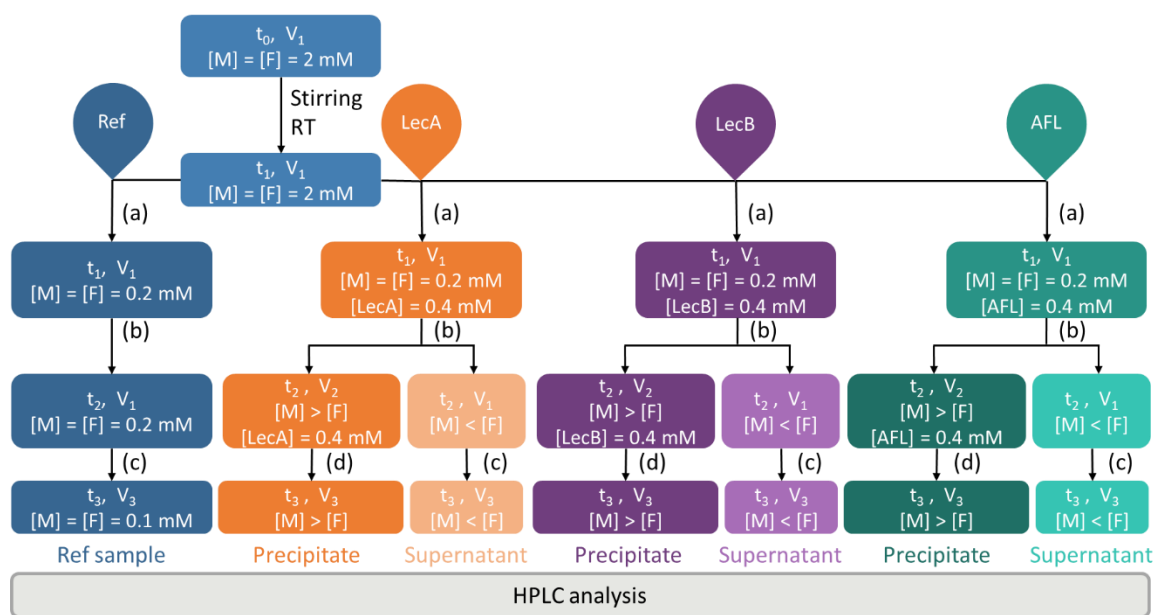 t₀, V₁
[M] = [F] = 2 mM
Stirring
RT
Ref
LecA
LecB
AFL
t₁, V₁
[M] = [F] = 2 mM
(a)
(a)
(a)
(a)
t₁, V₁
[M] = [F] = 0.2 mM
t₁, V₁
[M] = [F] = 0.2 mM
[LecA] = 0.4 mM
t₁, V₁
[M] = [F] = 0.2 mM
[LecB] = 0.4 mM
t₁, V₁
[M] = [F] = 0.2 mM
[AFL] = 0.4 mM
(b)
(b)
(b)
(b)
t₂, V₁
[M] = [F] = 0.2 mM
t₂ , V₂
[M] > [F]
[LecA] = 0.4 mM
t₂ , V₁
[M] < [F]
t₂ , V₂
[M] > [F]
[LecB] = 0.4 mM
t₂ , V₁
[M] < [F]
t₂ , V₂
[M] > [F]
[AFL] = 0.4 mM
t₂ , V₁
[M] < [F]
(c)
(d)
(c)
(d)
(c)
(d)
(c)
t₃ , V₃
[M] = [F] = 0.1 mM
t₃ , V₃
[M] > [F]
t₃ , V₃
[M] < [F]
t₃ , V₃
[M] > [F]
t₃ , V₃
[M] < [F]
t₃ , V₃
[M] > [F]
t₃ , V₃
[M] < [F]
Ref sample
Precipitate
Supernatant
Precipitate
Supernatant
Precipitate
Supernatant
HPLC analysis